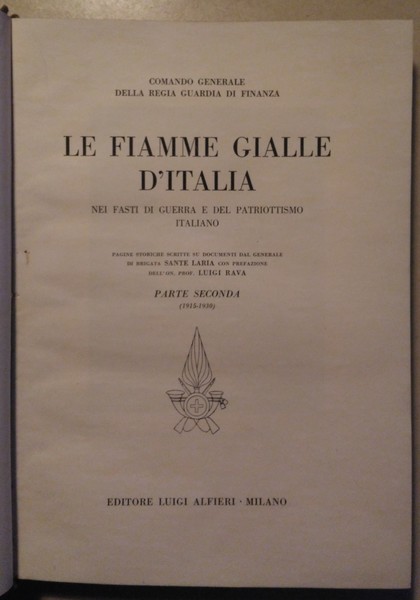 COMANDO GENERALE
DELLA REGIA GUARDIA DI FINANZA
LE FIAMME GIALLE
D'ITALIA
NEI FASTI DI GUERRA E DEL PATRIOTTISMO
ITALIANO
PAGINE STORICHE SCRITTE SU DOCUMENTI DAL GENERALE
DI BRIGATA SANTE LARIA CON PREFAZIONE
DELL'ON. PROF. LUIGI RAVA
PARTE SECONDA
(1915-1930)
EDITORE LUIGI ALFIERI · MILANO